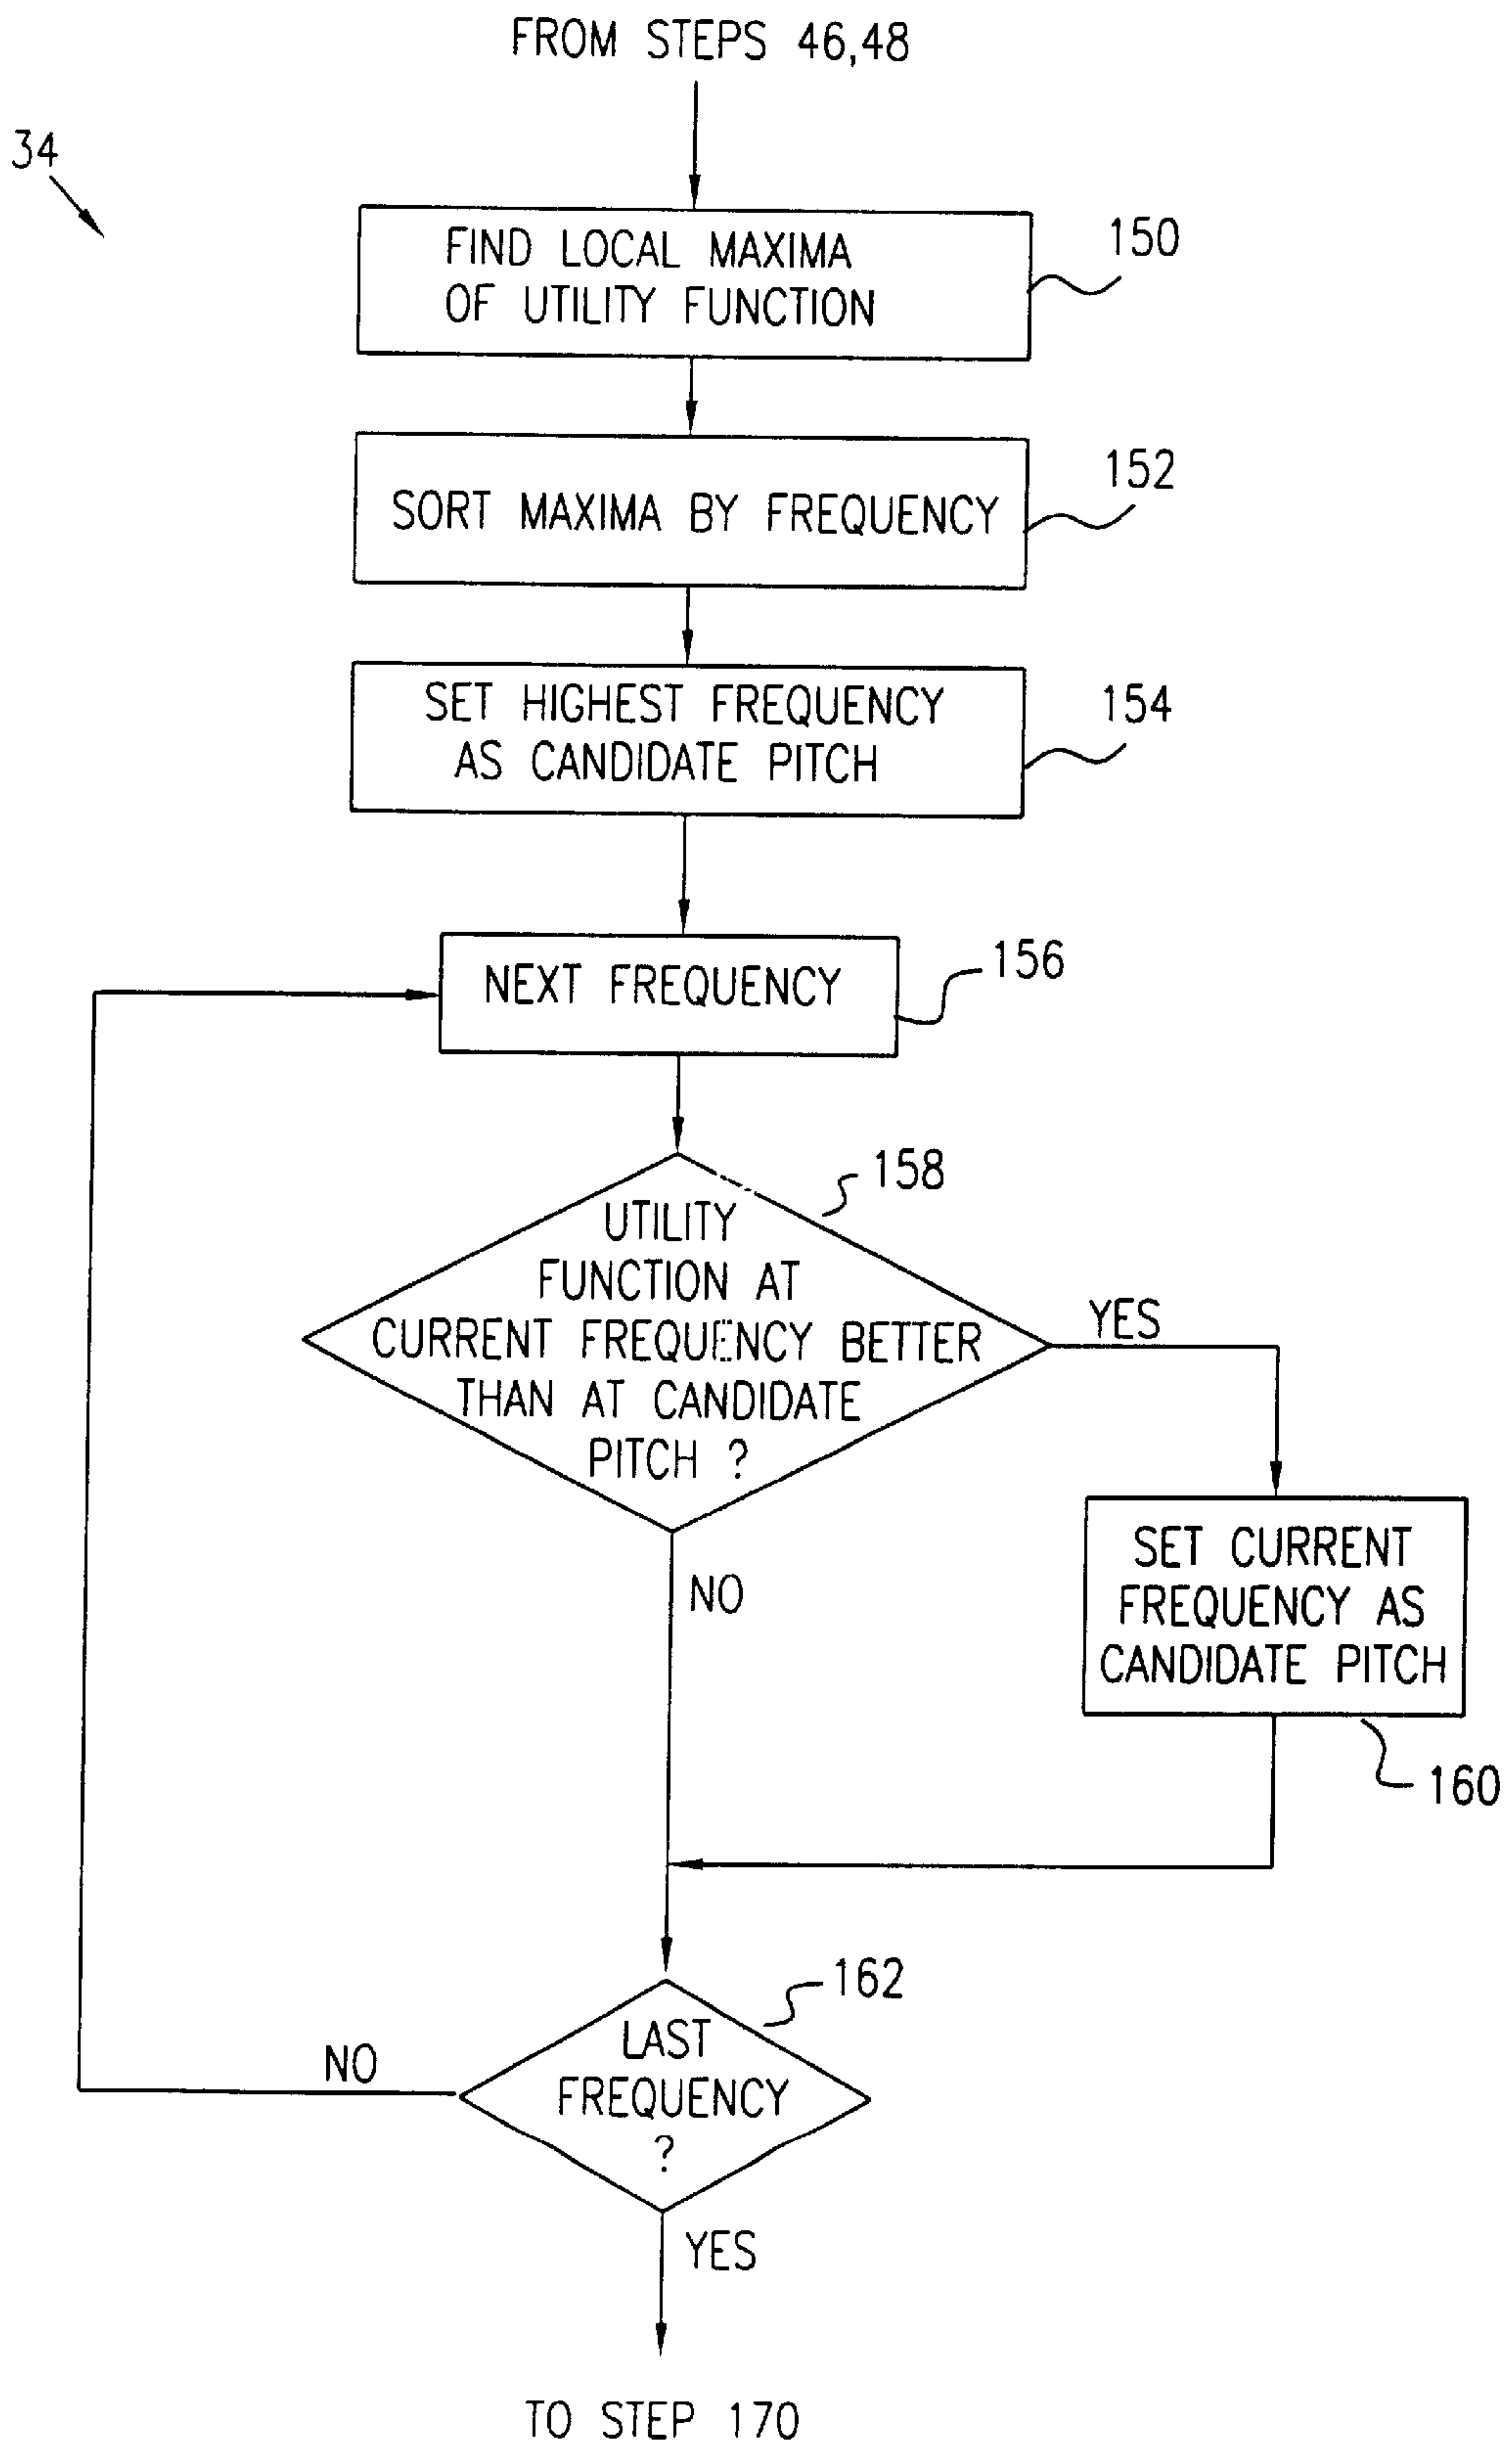 FROM STEPS 46,48
34
FIND LOCAL MAXIMA
OF UTILITY FUNCTION
150
SORT MAXIMA BY FREQUENCY
152
SET HIGHEST FREQUENCY
AS CANDIDATE PITCH
154
NEXT FREQUENCY
156
158
UTILITY
FUNCTION AT
CURRENT FREQUENCY BETTER
THAN AT CANDIDATE
PITCH ?
YES
NO
SET CURRENT
FREQUENCY AS
CANDIDATE PITCH
160
162
LAST
FREQUENCY
?
NO
YES
TO STEP 170